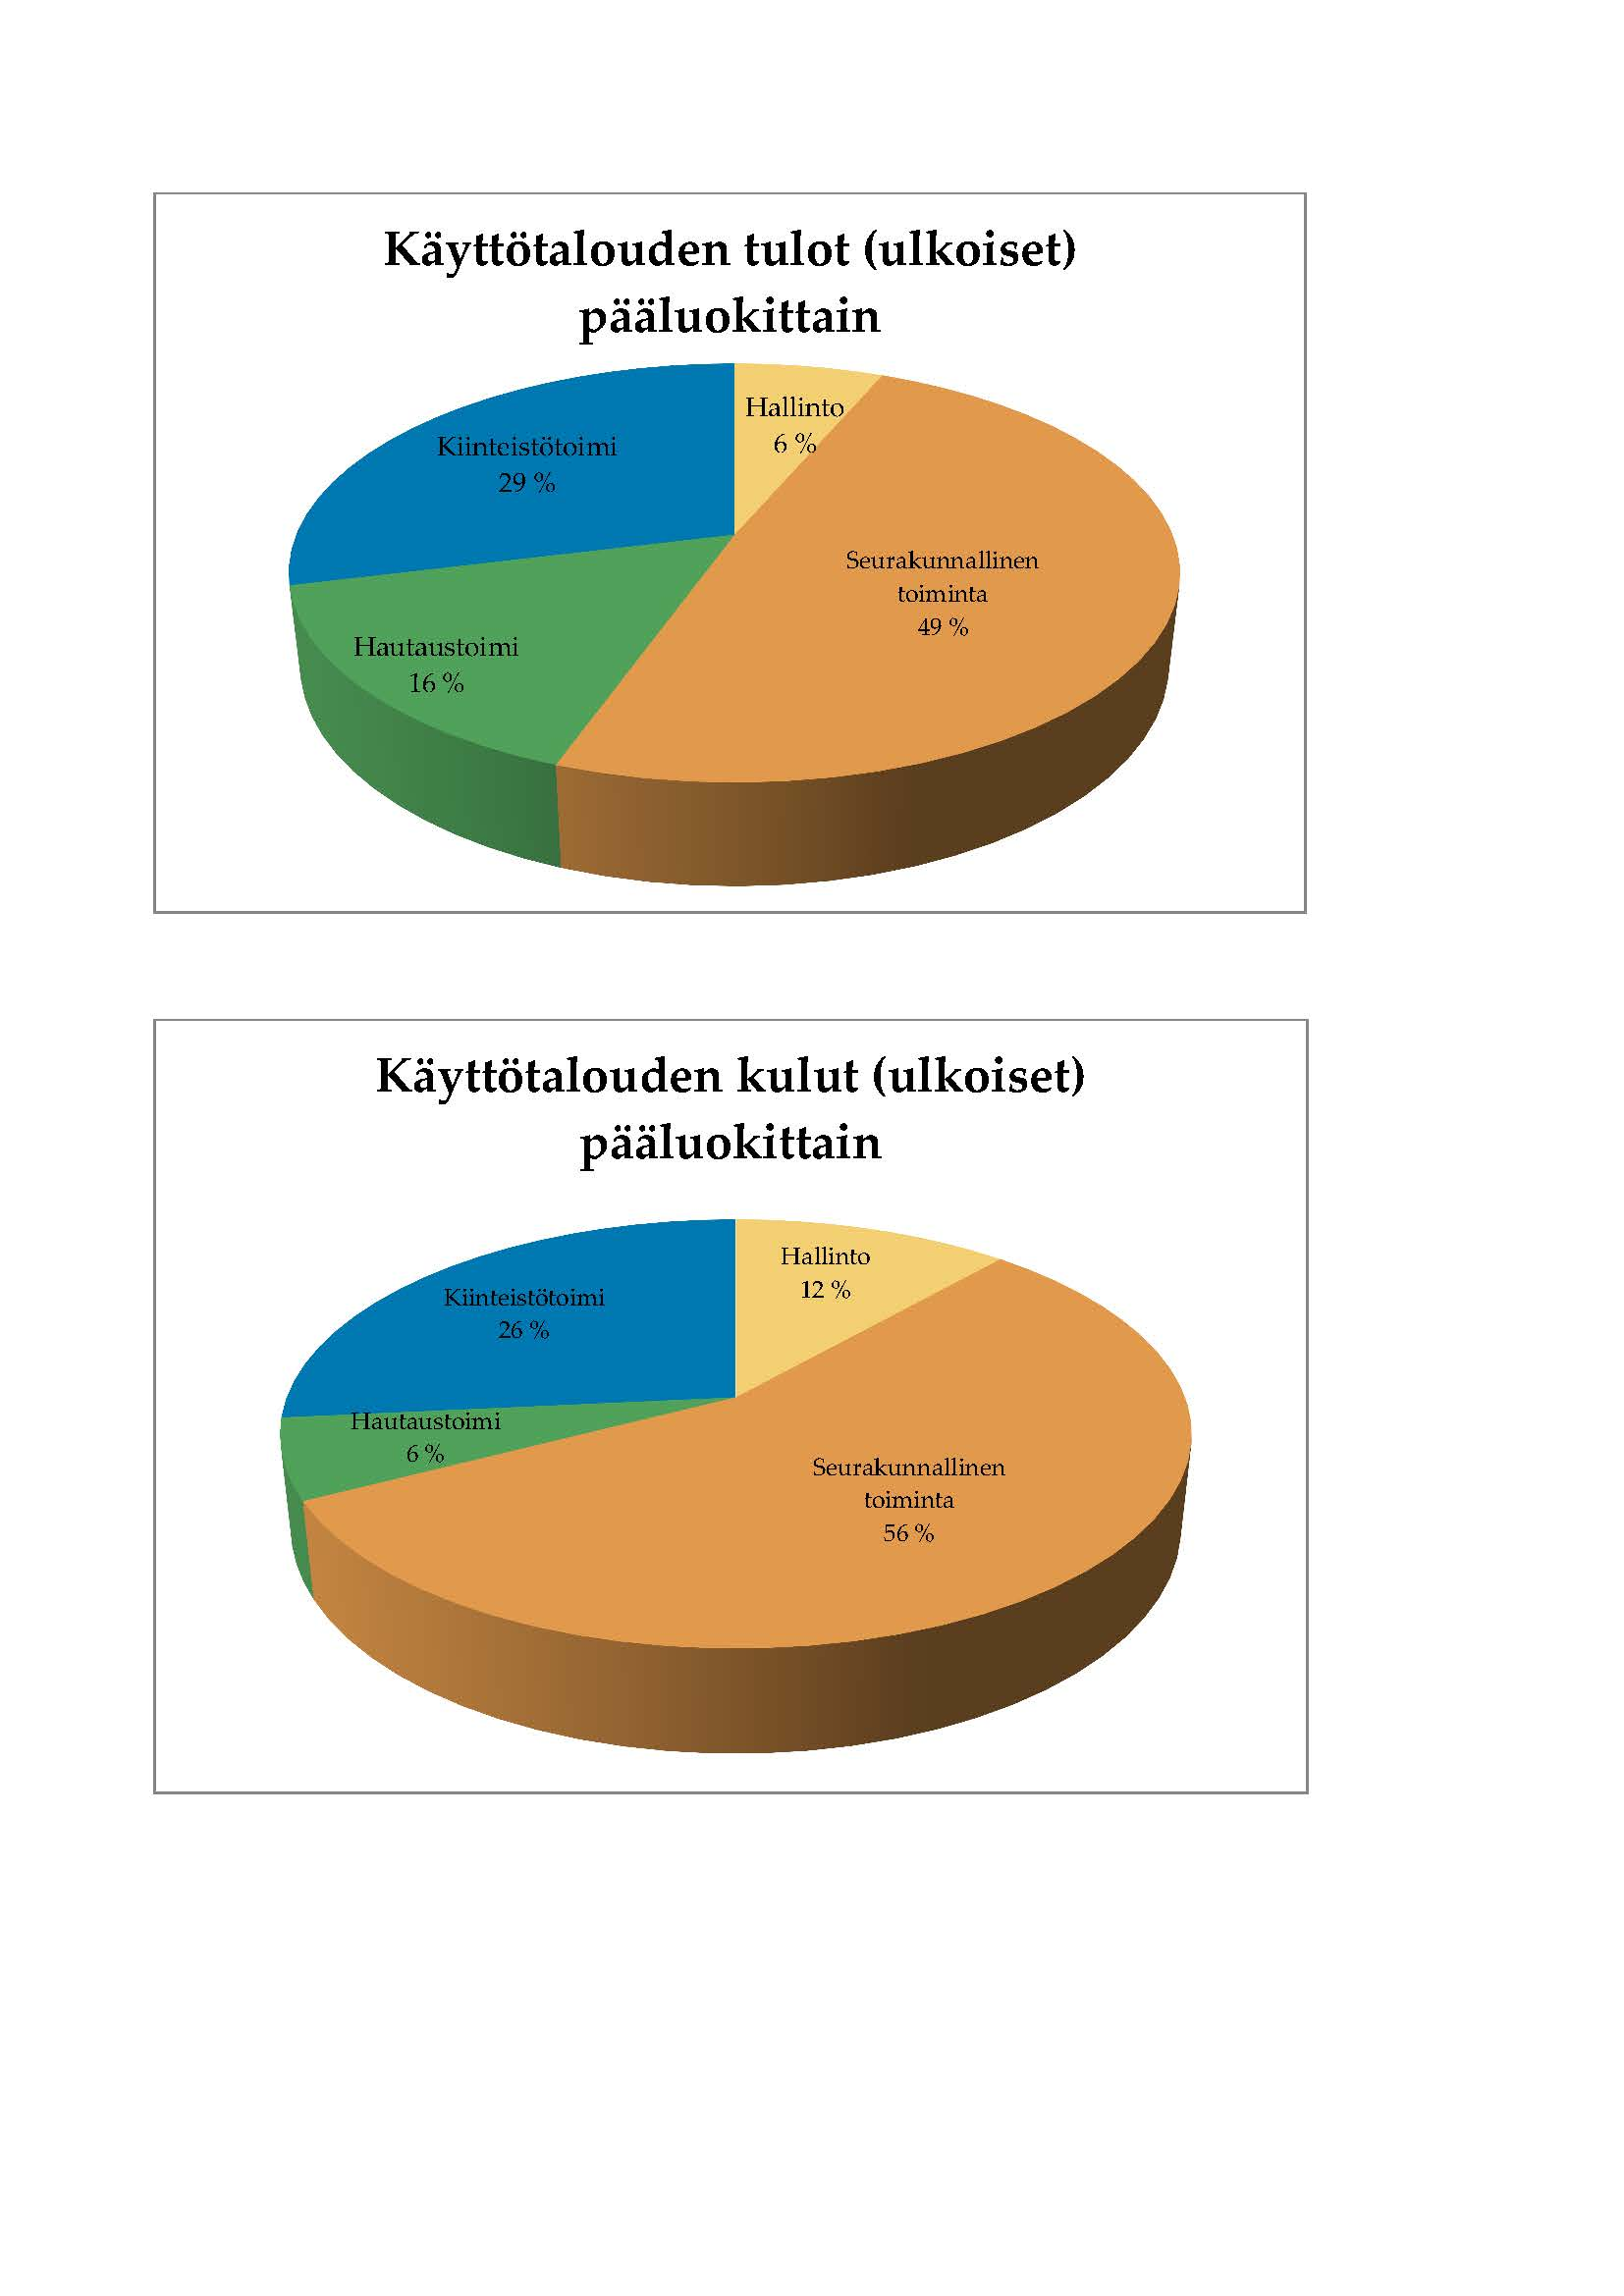 Käyttötalouden tulot (ulkoiset)
pääluokittain
Hallinto
6 %
Kiinteistötoimi
29 %
Seurakunnallinen
toiminta
49 %
Hautaustoimi
16 %
Käyttötalouden kulut (ulkoiset)
pääluokittain
Hallinto
12 %
Kiinteistötoimi
26 %
Hautaustoimi
6 %
Seurakunnallinen
toiminta
56 %